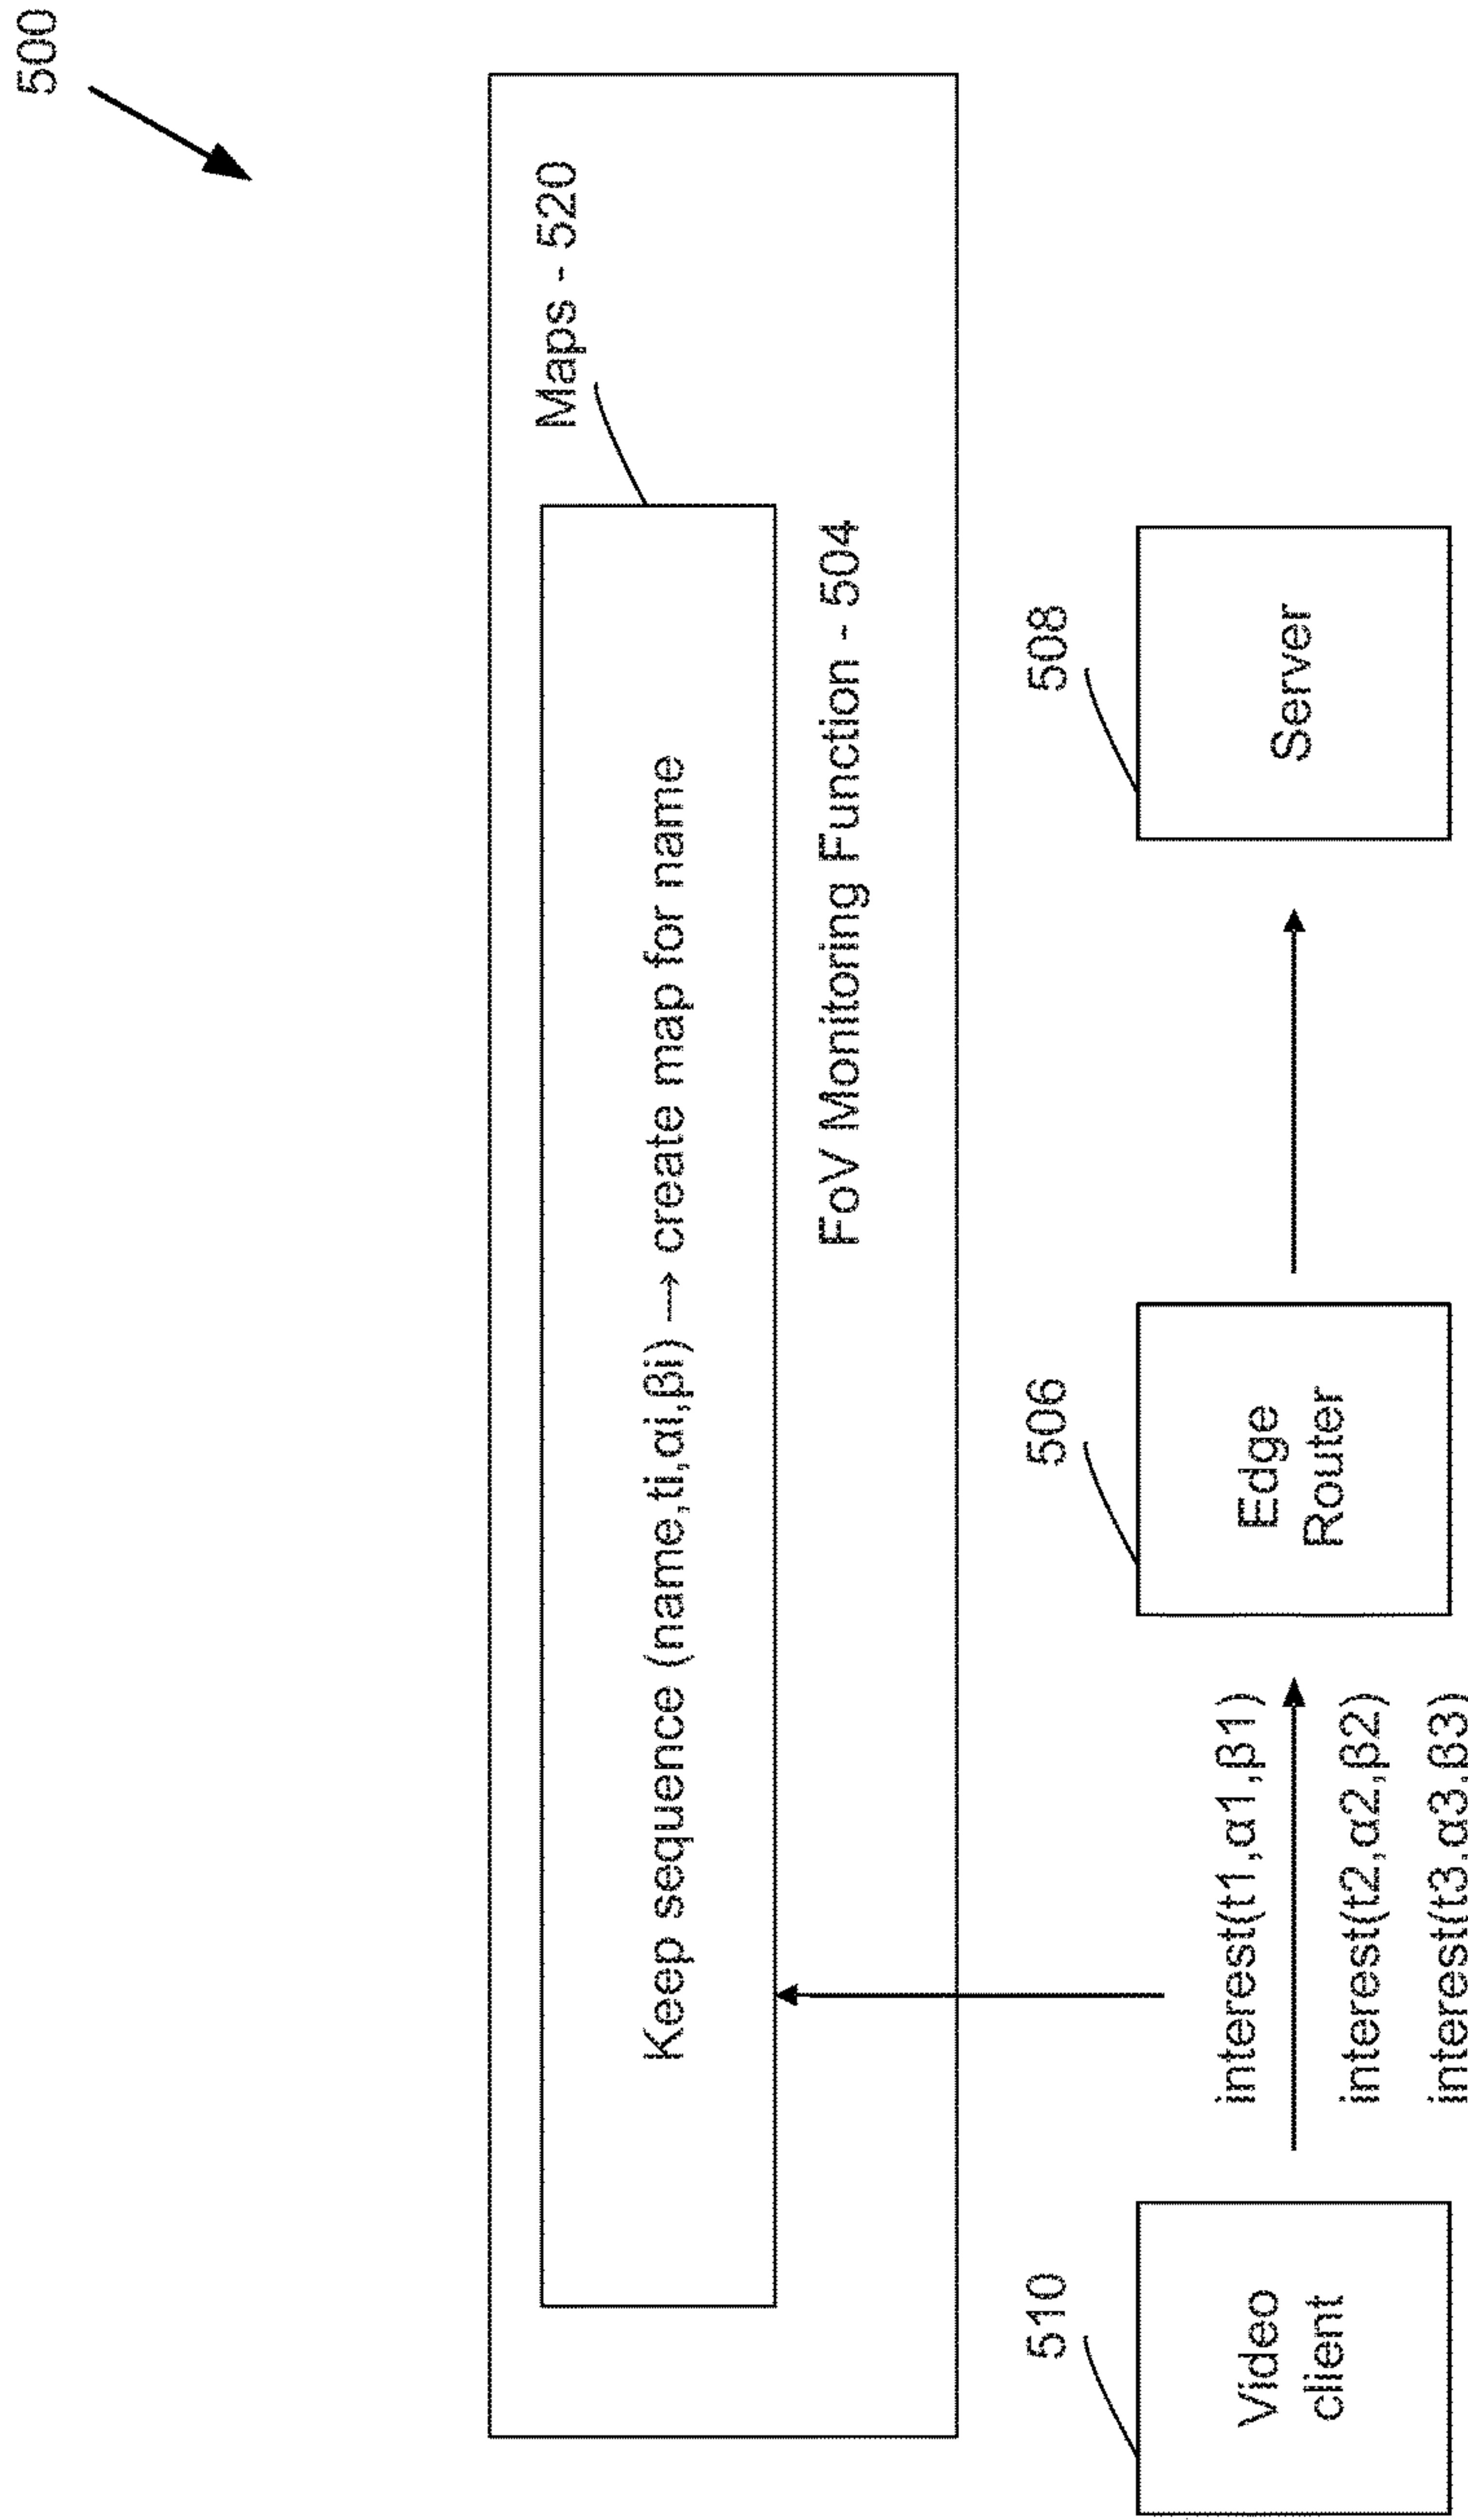 500
Maps - 520
Keep sequence (name,ti,αi,βi) → create map for name
FoV Monitoring Function - 504
510
506
508
Video
client
interest(t1,α1,β1)
interest(t2,α2,β2)
interest(t3,α3,β3)
Edge
Router
Server